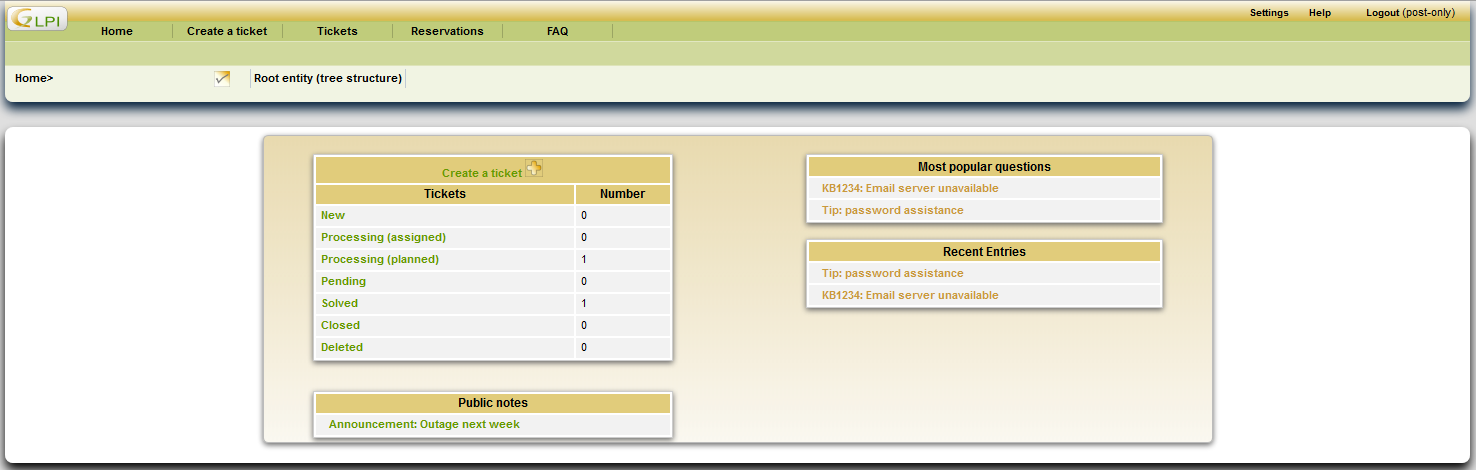 GLPI
Settings Help Logout (post-only)
Home Create a ticket Tickets Reservations FAQ
Home> Root entity (tree structure)
Create a ticket
Tickets Number
New 0
Processing (assigned) 0
Processing (planned) 1
Pending 0
Solved 1
Closed 0
Deleted 0
Public notes
Announcement: Outage next week
Most popular questions
KB1234: Email server unavailable
Tip: password assistance
Recent Entries
Tip: password assistance
KB1234: Email server unavailable